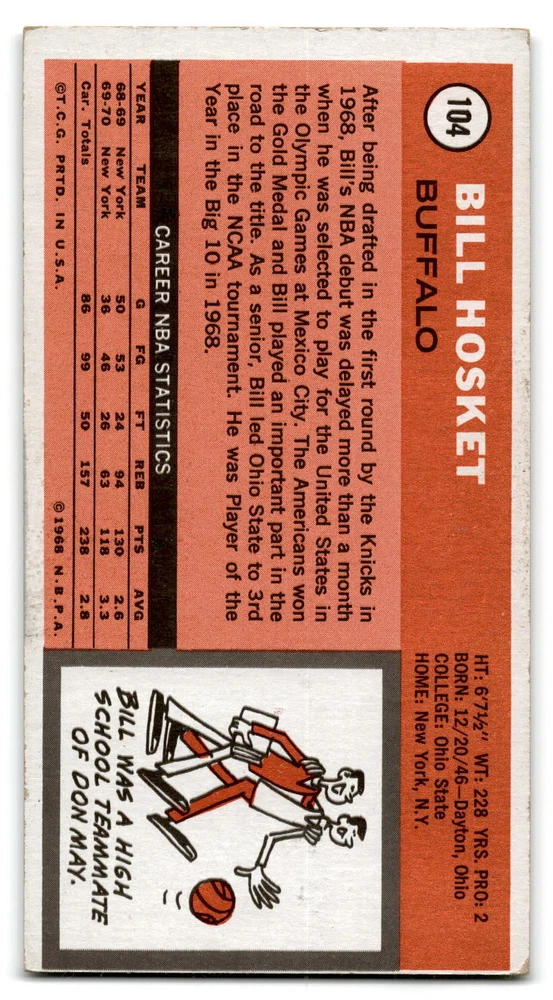 104
BILL HOSKET
BUFFALO
HT: 6'7½" WT: 228 YRS. PRO: 2
BORN: 12/20/46—Dayton, Ohio
COLLEGE: Ohio State
HOME: New York, N.Y.
After being drafted in the first round by the Knicks in
1968, Bill's NBA debut was delayed more than a month
when he was selected to play for the United States in
the Olympic Games at Mexico City. The Americans won
the Gold Medal and Bill played an important part in the
road to the title. As a senior, Bill led Ohio State to 3rd
place in the NCAA tournament. He was Player of the
Year in the Big 10 in 1968.
CAREER NBA STATISTICS
YEAR TEAM G FG FT REB PTS AVG
68-69 New York 50 53 24 94 130 2.6
69-70 New York 36 46 26 63 118 3.3
Car. Totals 86 99 50 157 238 2.8
©T.C.G. PRTD. IN U.S.A. ©1968 N.B.P.A.
BILL WAS A HIGH
SCHOOL TEAMMATE
OF DON MAY.